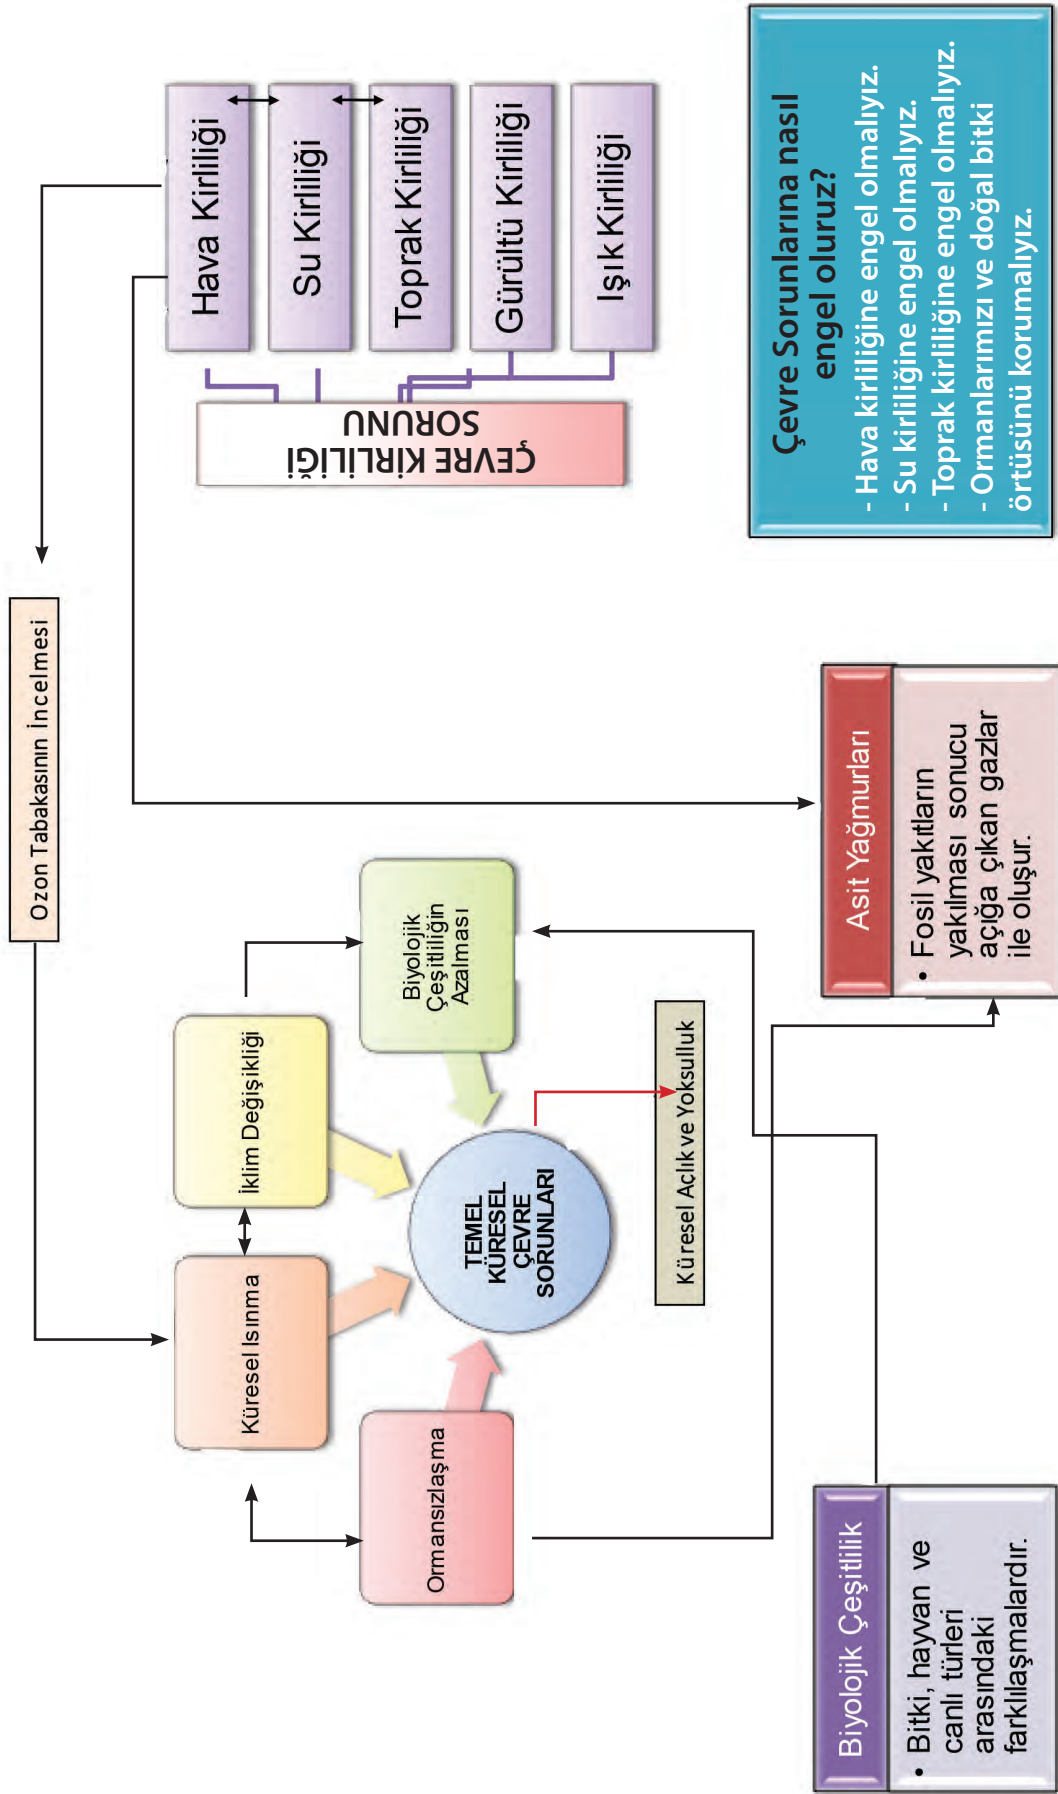 Ozon Tabakasının İncelmesi
Küresel Isınma
İklim Değişikliği
Ormansızlaşma
Biyolojik
Çeşitliliğin
Azalması
TEMEL
KÜRESEL
ÇEVRE
SORUNLARI
Küresel Açlık ve Yoksulluk
ÇEVRE KİRLİLİĞİ
SORUNU
Hava Kirliliği
Su Kirliliği
Toprak Kirliliği
Gürültü Kirliliği
Işık Kirliliği
Biyolojik Çeşitlilik
• Bitki, hayvan ve
canlı türleri
arasındaki
farklılaşmalardır.
Asit Yağmurları
• Fosil yakıtların
yakılması sonucu
açığa çıkan gazlar
ile oluşur.
Çevre Sorunlarına nasıl
engel oluruz?
- Hava kirliliğine engel olmalıyız.
- Su kirliliğine engel olmalıyız.
- Toprak kirliliğine engel olmalıyız.
- Ormanlarımızı ve doğal bitki
örtüsünü korumalıyız.